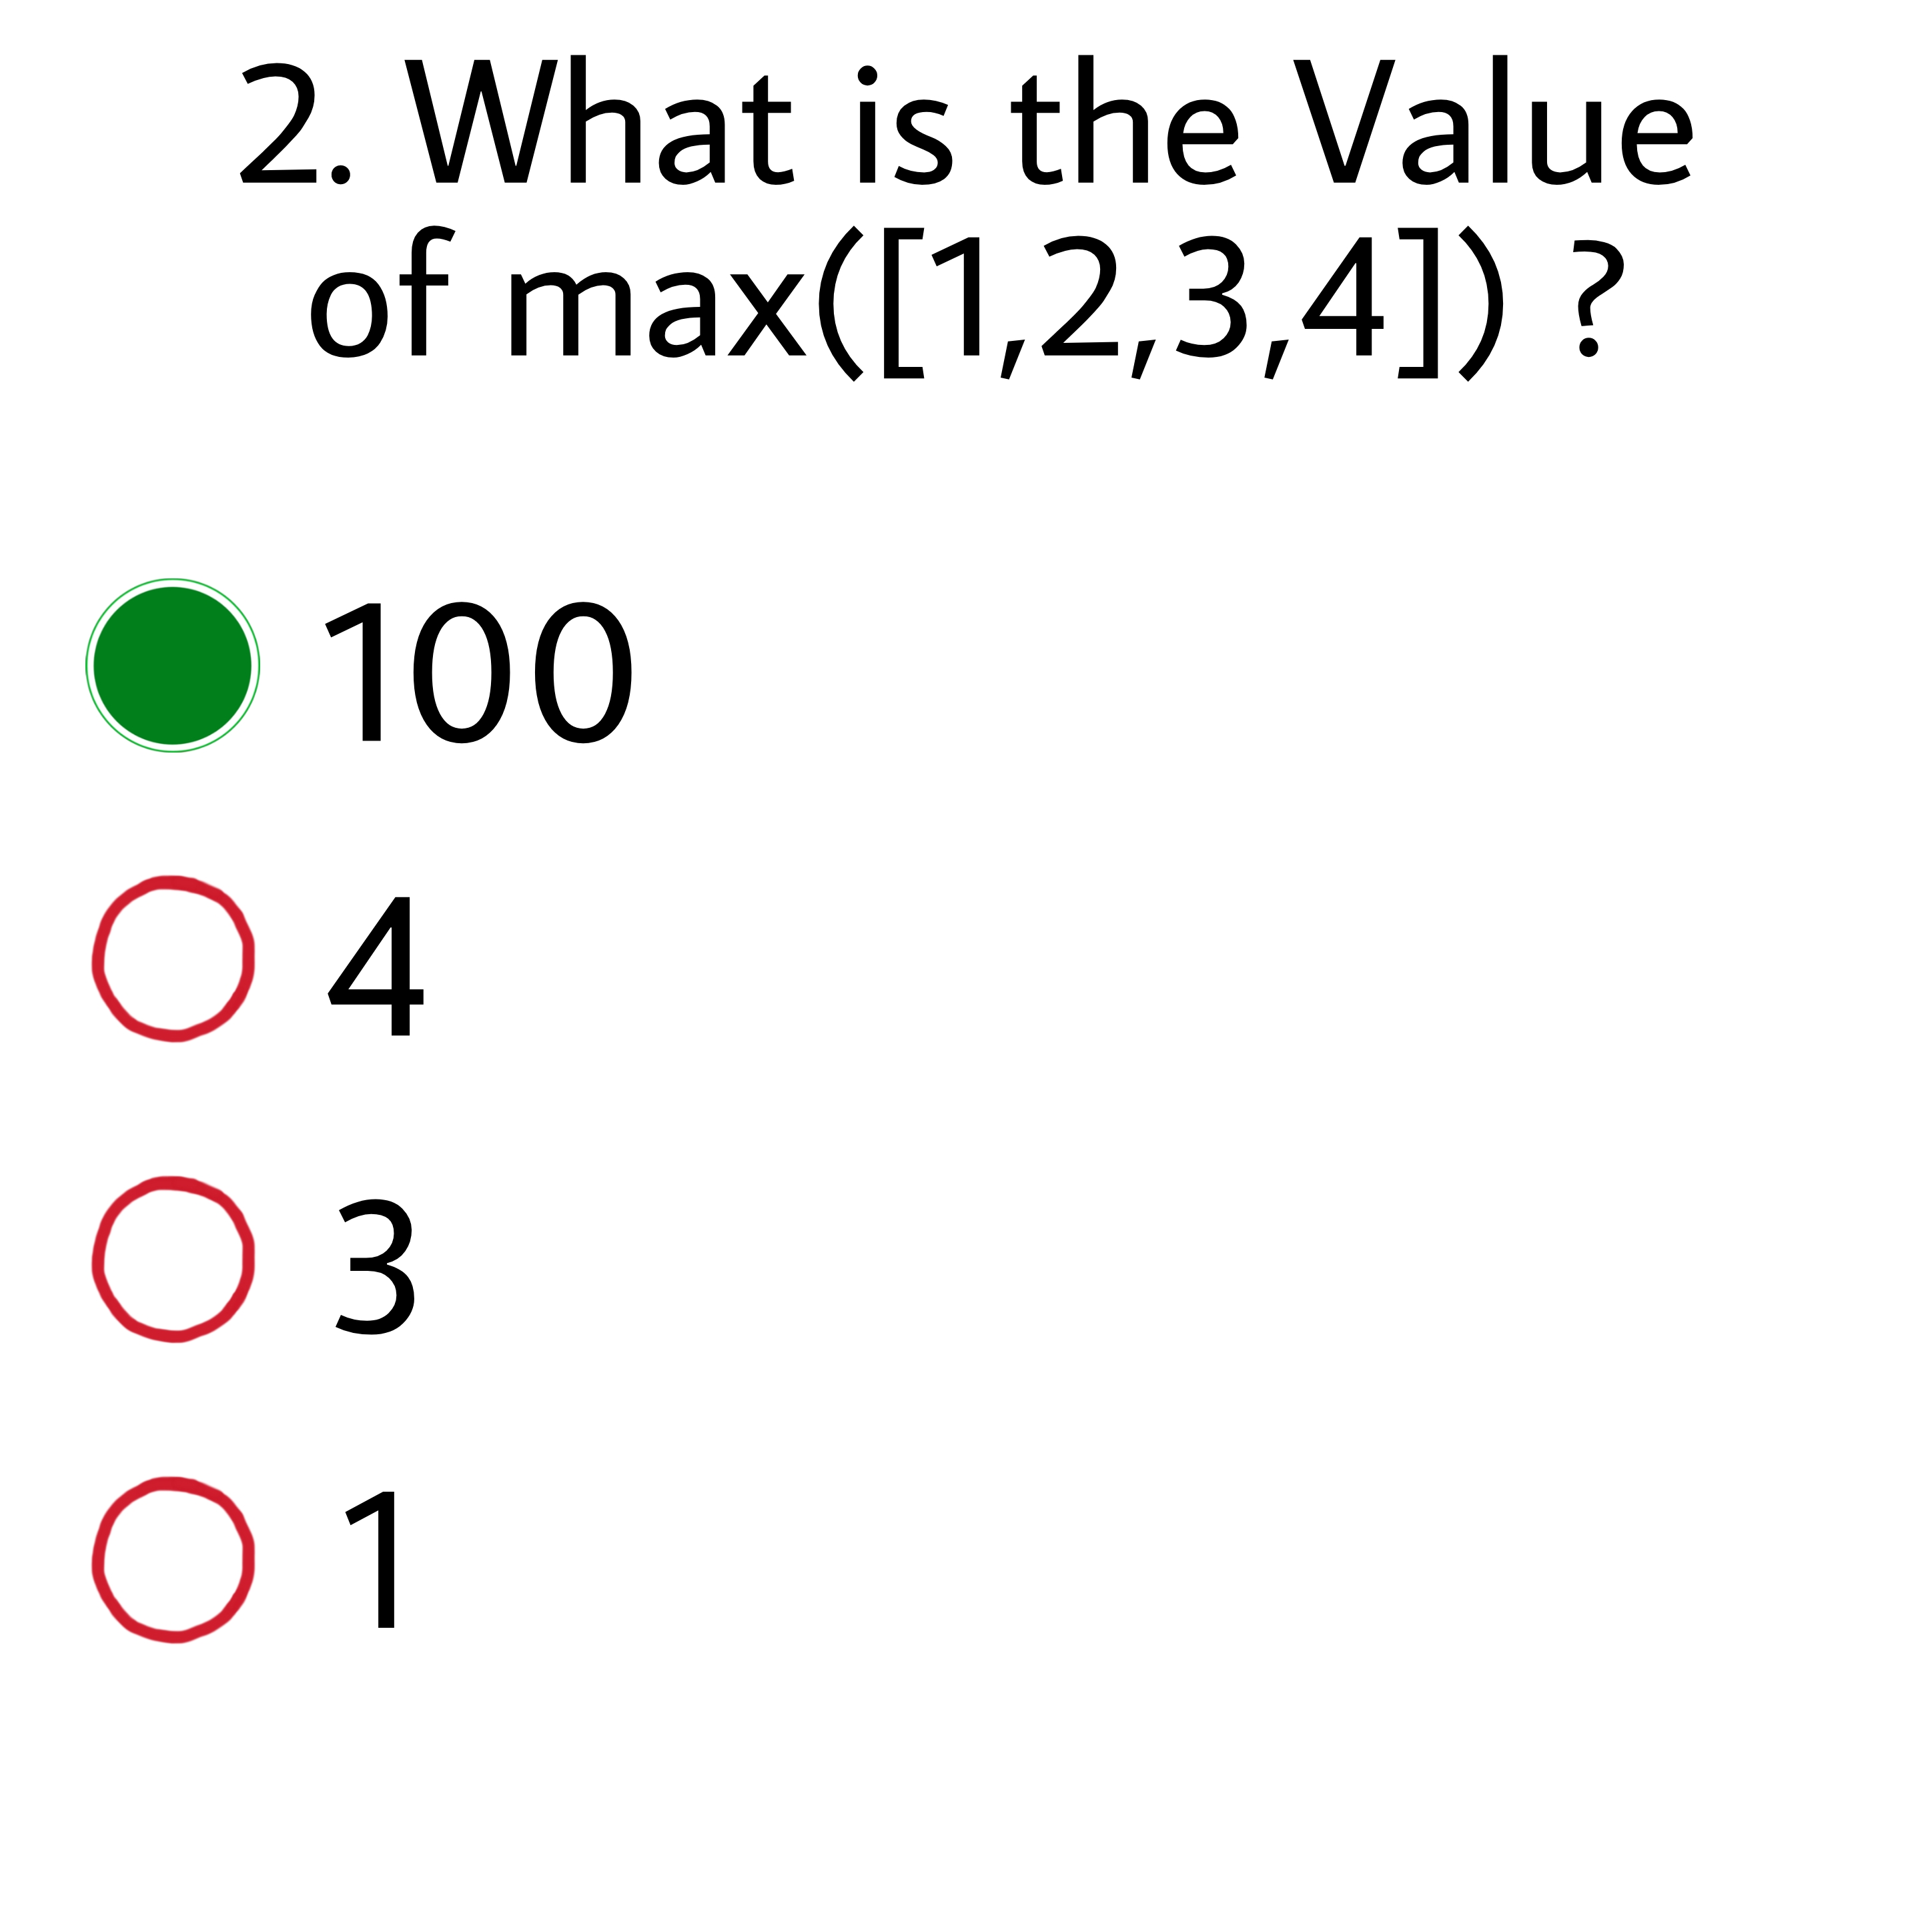 2. What is the Value
of max([1,2,3,4]) ?
100
4
3
1